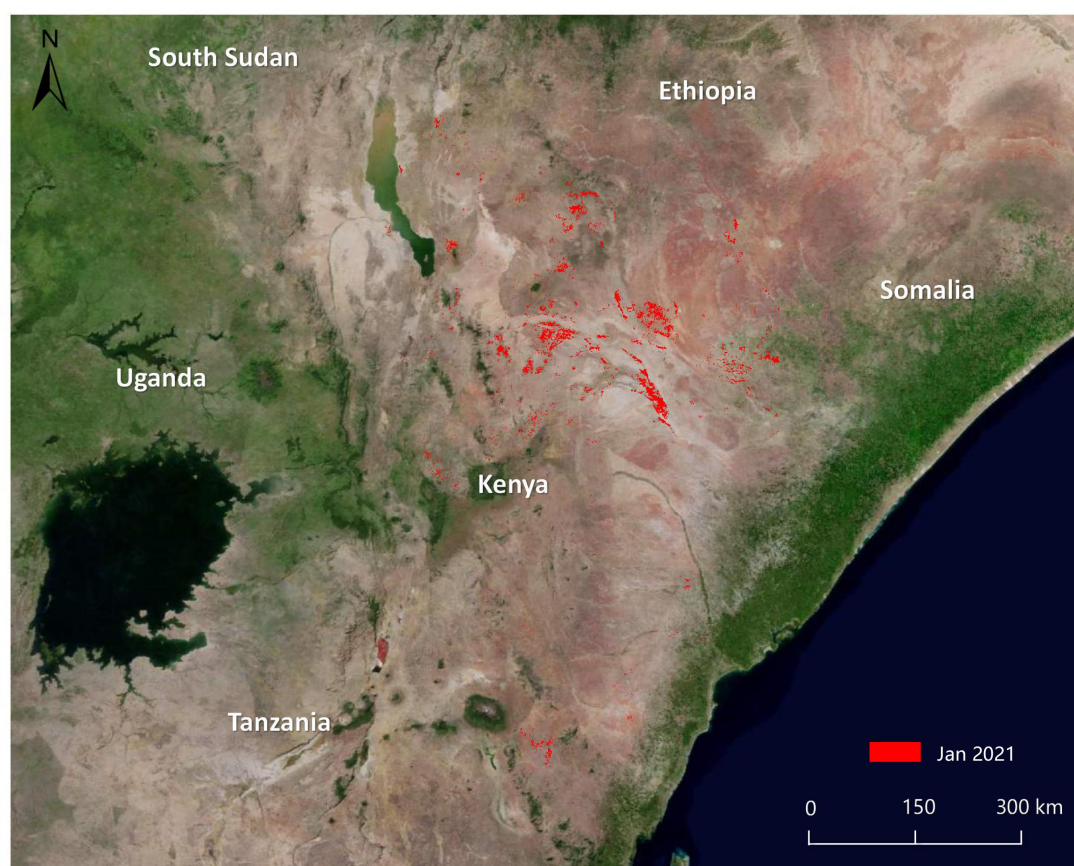 N
South Sudan
Ethiopia
Somalia
Uganda
Kenya
Tanzania
Jan 2021
0 150 300 km